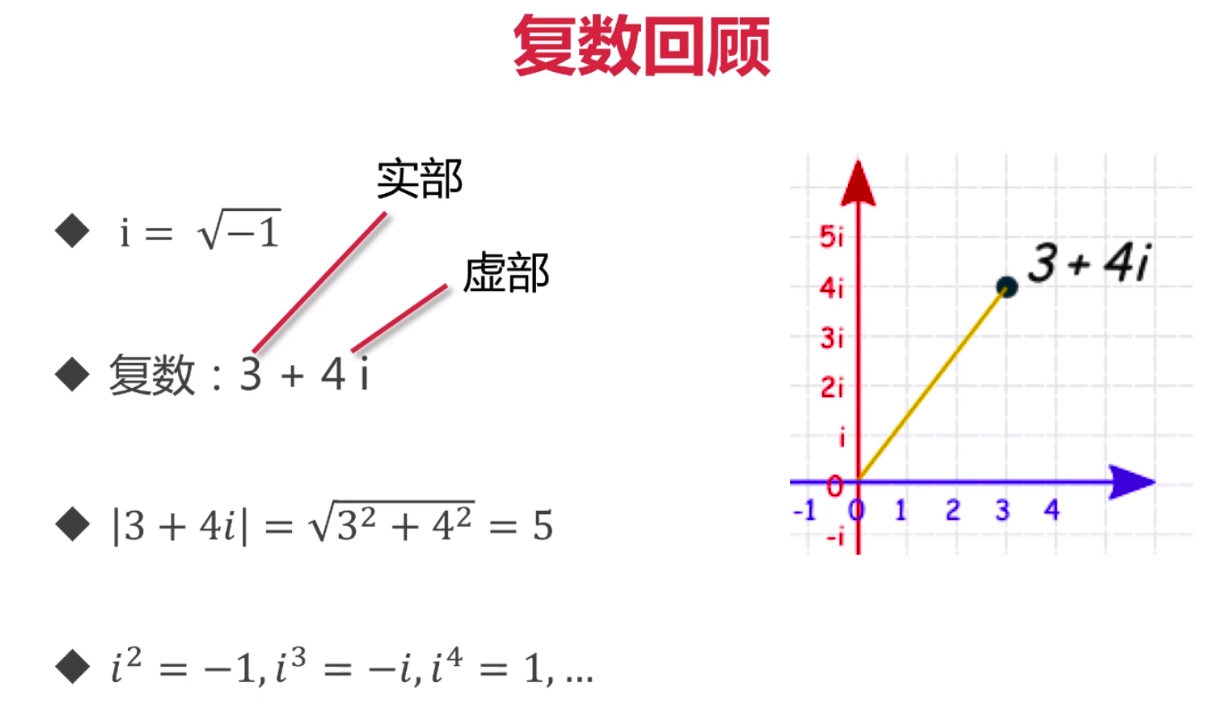 复数回顾
实部
◆ i = √−1
虚部
◆ 复数：3 + 4 i
◆ |3 + 4i| = √3² + 4² = 5
◆ i² = −1, i³ = −i, i⁴ = 1, ...
5i
3 + 4i
4i
3i
2i
i
0
-1 0 1 2 3 4
-i